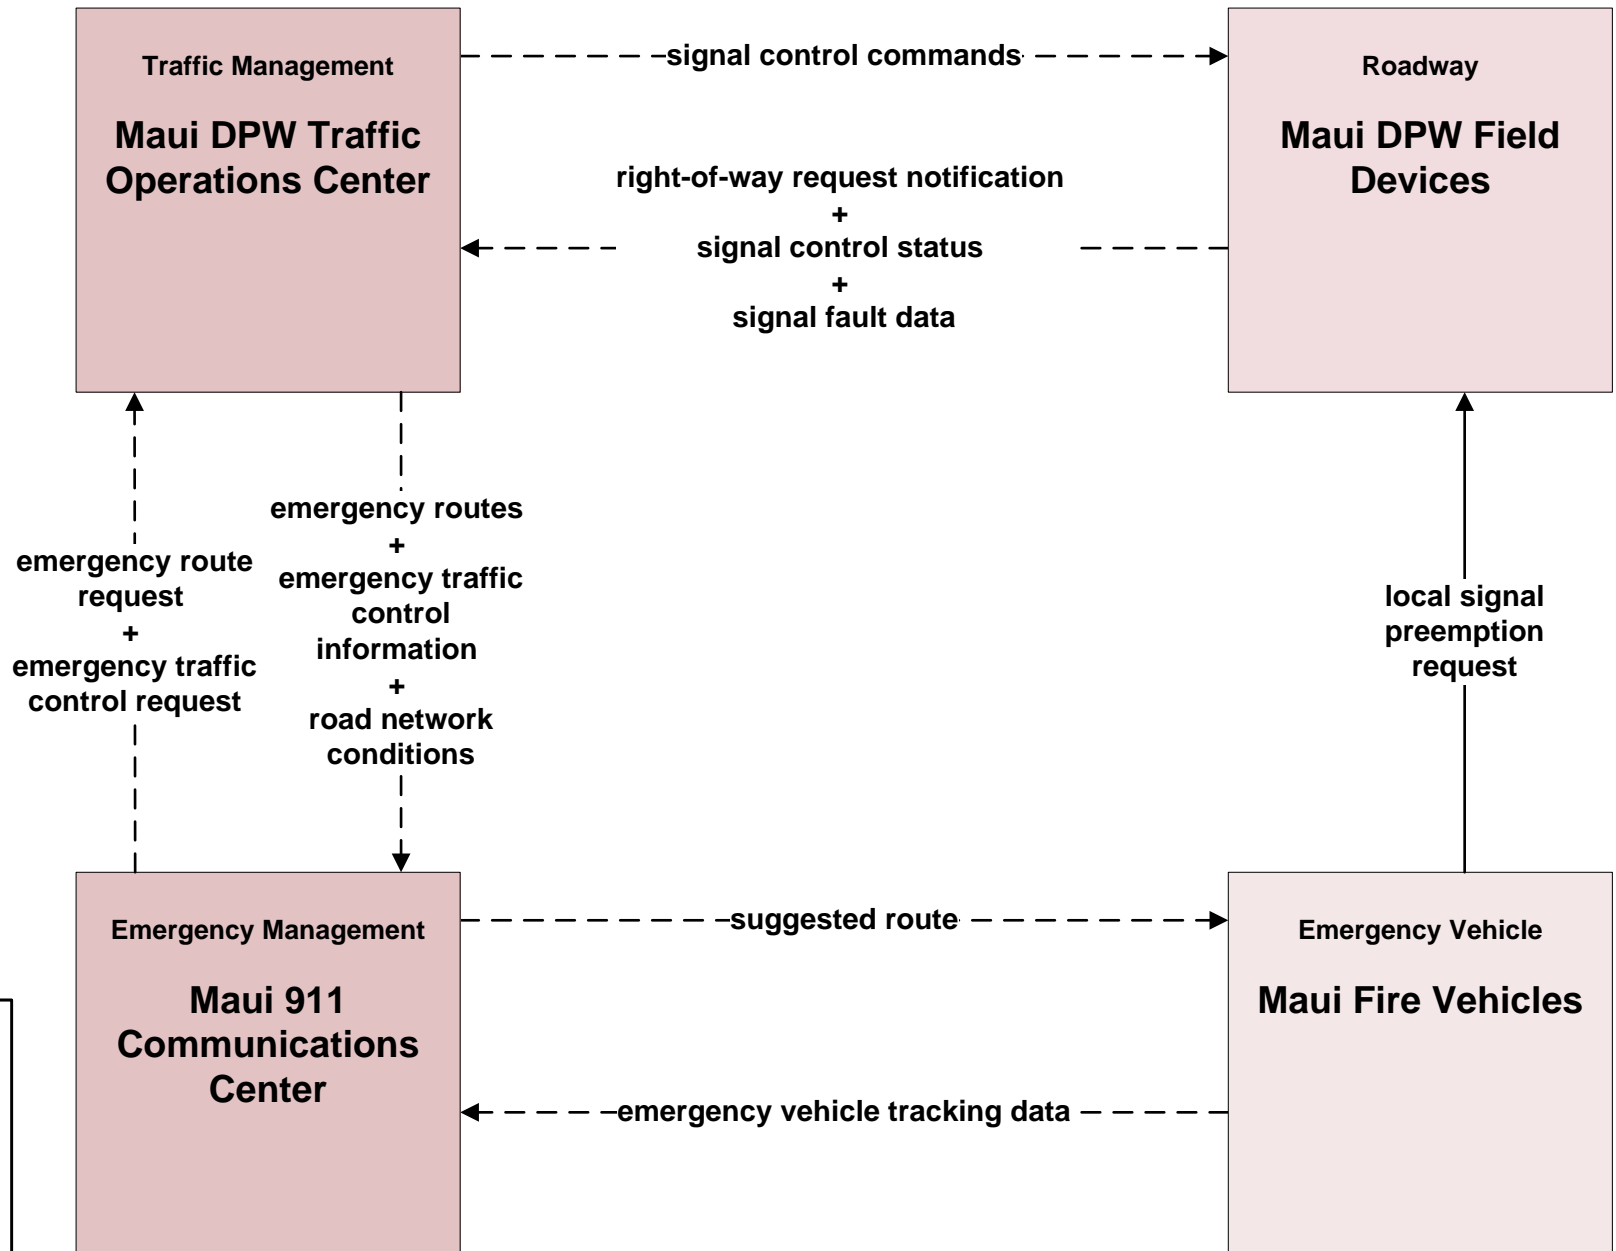 Traffic Management
Maui DPW Traffic
Operations Center
signal control commands
Roadway
Maui DPW Field
Devices
right-of-way request notification
+
signal control status
+
signal fault data
emergency route
request
+
emergency traffic
control request
emergency routes
+
emergency traffic
control
information
+
road network
conditions
local signal
preemption
request
Emergency Management
Maui 911
Communications
Center
suggested route
emergency vehicle tracking data
Emergency Vehicle
Maui Fire Vehicles